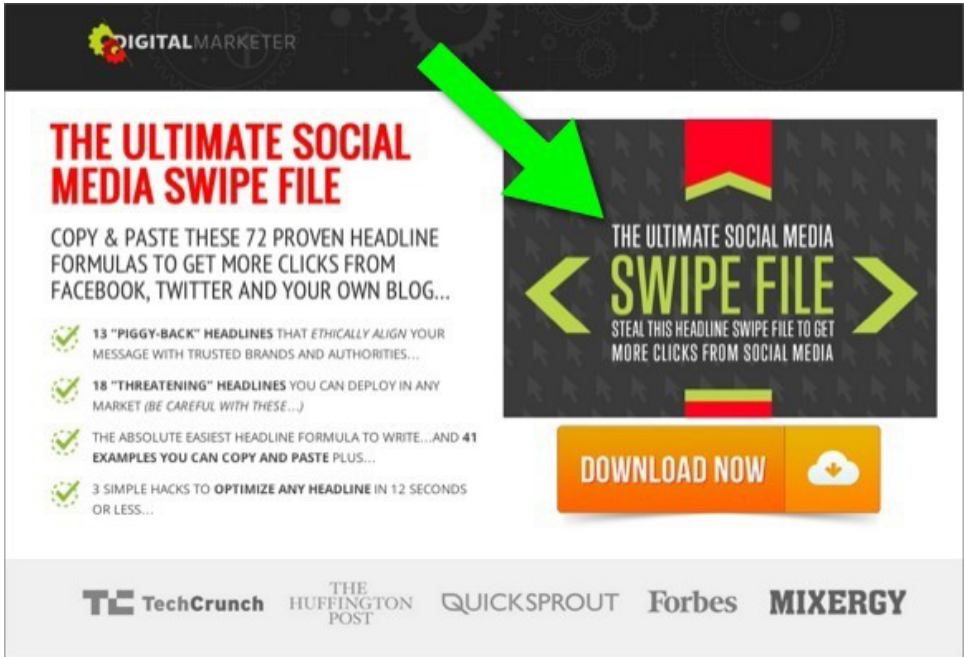 DIGITALMARKETER
THE ULTIMATE SOCIAL
MEDIA SWIPE FILE
COPY & PASTE THESE 72 PROVEN HEADLINE
FORMULAS TO GET MORE CLICKS FROM
FACEBOOK, TWITTER AND YOUR OWN BLOG...
13 "PIGGY-BACK" HEADLINES THAT ETHICALLY ALIGN YOUR
MESSAGE WITH TRUSTED BRANDS AND AUTHORITIES...
18 "THREATENING" HEADLINES YOU CAN DEPLOY IN ANY
MARKET (BE CAREFUL WITH THESE...)
THE ABSOLUTE EASIEST HEADLINE FORMULA TO WRITE...AND 41
EXAMPLES YOU CAN COPY AND PASTE PLUS...
3 SIMPLE HACKS TO OPTIMIZE ANY HEADLINE IN 12 SECONDS
OR LESS...
THE ULTIMATE SOCIAL MEDIA
SWIPE FILE
STEAL THIS HEADLINE SWIPE FILE TO GET
MORE CLICKS FROM SOCIAL MEDIA
DOWNLOAD NOW
TC TechCrunch
THE
HUFFINGTON
POST
QUICKSPROUT
Forbes
MIXERGY